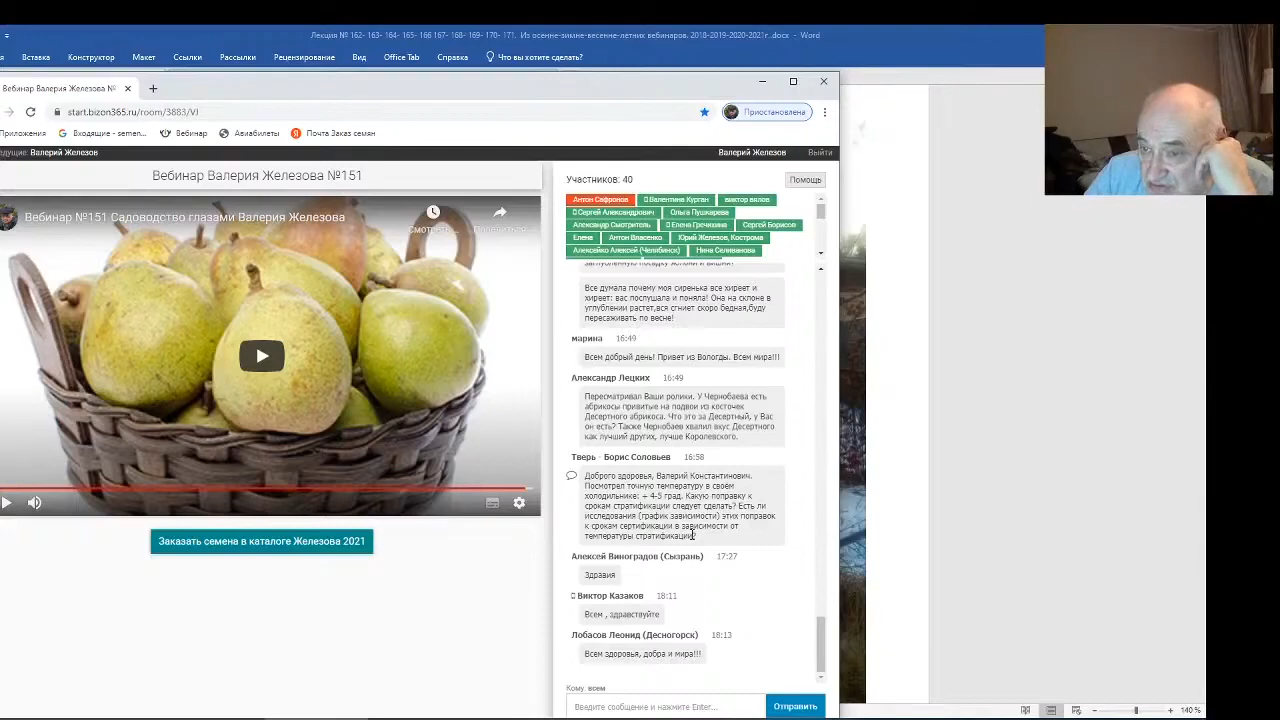 Лекция № 162- 163- 164- 165- 166 167- 168- 169- 170- 171. Из осенне-зимне-весенне-летних вебинаров, 2018-2019-2020-2021г..docx - Word
Вставка Конструктор Макет Ссылки Рассылки Рецензирование Вид Office Tab Справка Что вы хотите сделать?
Вебинар Валерия Железова №
start.bizon365.ru/room/3883/VJ
Приостановлена
Приложения Входящие - semen... Вебинар Авиабилеты Почта Заказ семян
едущие: Валерий Железов
Валерий Железов Выйти
Вебинар Валерия Железова №151
Вебинар №151 Садоводство глазами Валерия Железова
Смотреть... Поделиться...
Заказать семена в каталоге Железова 2021
Участников: 40
Помощь
Антон Сафронов Валентина Курган виктор вялов
Сергей Александрович Ольга Пушкарева
Александр Смотритель Елена Гречихина Сергей Борисов
Елена Антон Власенко Юрий Железов, Кострома
Алексейко Алексей (Челябинск) Нина Селиванова
заглубленную посадку яблони и вишни!
Все думала почему моя сиренька все хиреет и
хиреет: вас послушала и поняла! Она на склоне в
углублении растет,вся сгниет скоро бедная,буду
пересаживать по весне!
марина 16:49
Всем добрый день! Привет из Вологды. Всем мира!!!
Александр Лецких 16:49
Пересматривал Ваши ролики. У Чернобаева есть
абрикосы привитые на подвои из косточек
Десертного абрикоса. Что это за Десертный, у Вас
он есть? Также Чернобаев хвалил вкус Десертного
как лучший других, лучше Королевского.
Тверь - Борис Соловьев 16:58
Доброго здоровья, Валерий Константинович.
Посмотрел точную температуру в своем
холодильнике: + 4-5 град. Какую поправку к
срокам стратификации следует сделать? Есть ли
исследования (график зависимости) этих поправок
к срокам сертификации в зависимости от
температуры стратификации?
Алексей Виноградов (Сызрань) 17:27
Здравия
Виктор Казаков 18:11
Всем , здравствуйте
Лобасов Леонид (Десногорск) 18:13
Всем здоровья, добра и мира!!!
Кому: всем
Введите сообщение и нажмите Enter...
Отправить
140 %